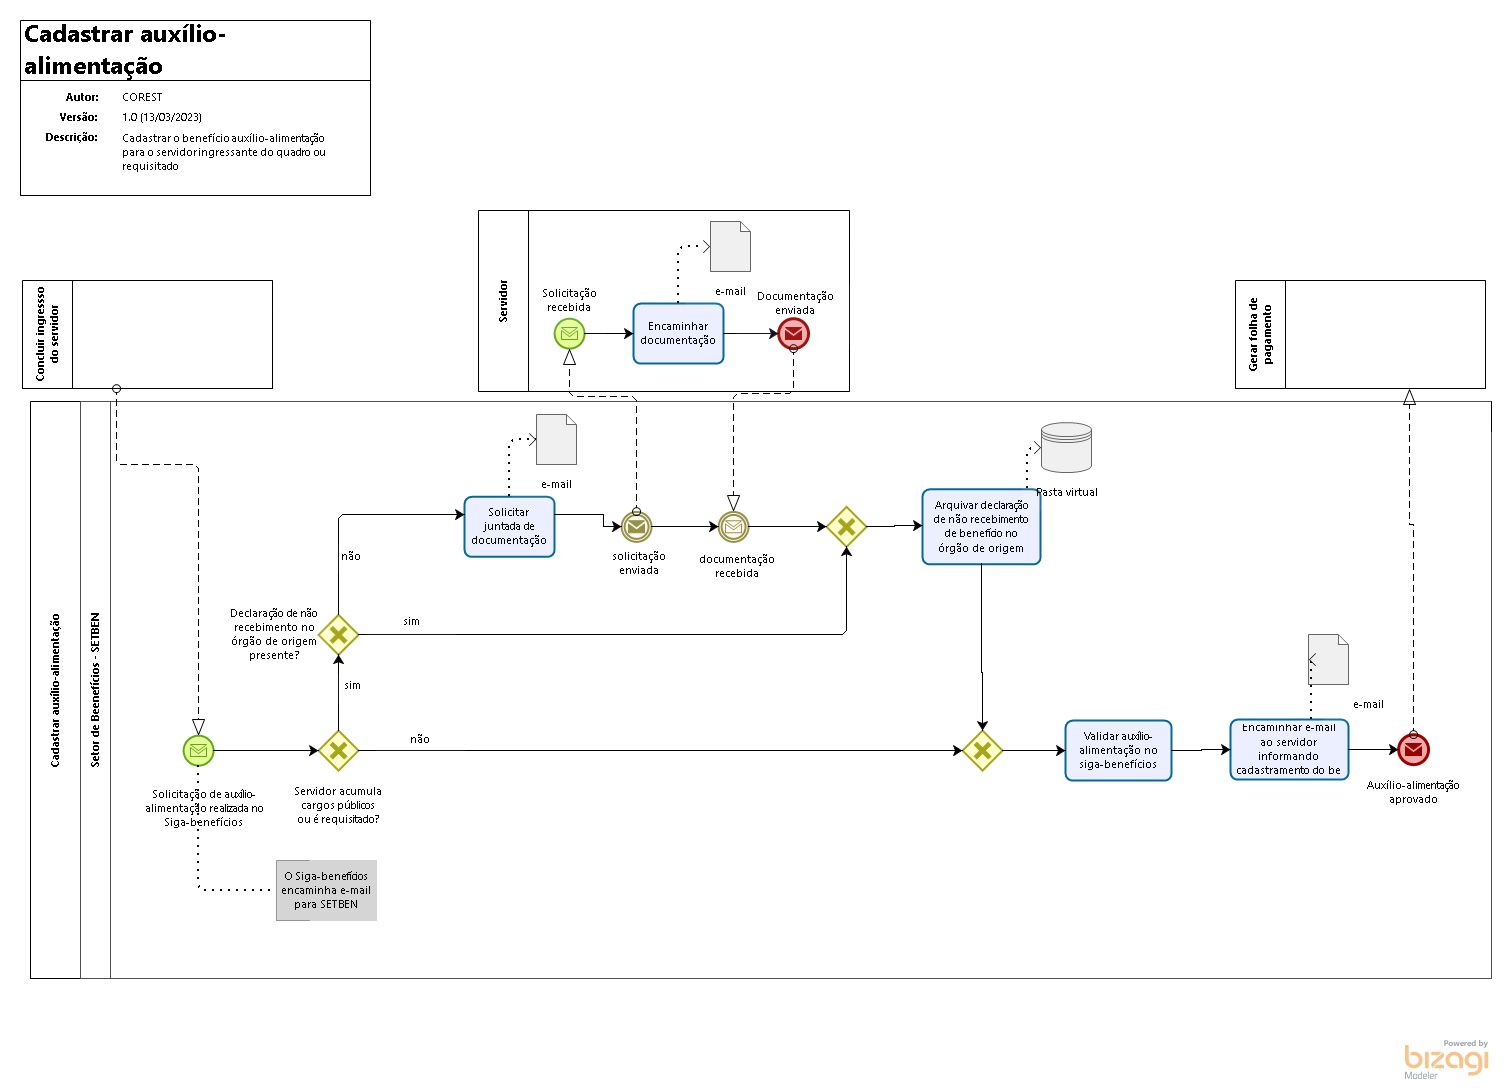 Cadastrar auxílio-
alimentação
Autor: COREST
Versão: 1.0 (13/03/2023)
Descrição: Cadastrar o benefício auxílio-alimentação
para o servidor ingressante do quadro ou
requisitado
Concluir ingressso
do servidor
Servidor
Solicitação
recebida
Encaminhar
documentação
e-mail
Documentação
enviada
Gerar folha de
pagamento
Cadastrar auxílio-alimentação
Setor de Beenefícios - SETBEN
e-mail
Solicitar
juntada de
documentação
solicitação
enviada
documentação
recebida
Pasta virtual
Arquivar declaração
de não recebimento
de benefício no
órgão de origem
não
Declaração de não
recebimento no
órgão de origem
presente?
sim
sim
não
Solicitação de auxílio-
alimentação realizada no
Siga-benefícios
Servidor acumula
cargos públicos
ou é requisitado?
Validar auxílio-
alimentação no
siga-benefícios
e-mail
Encaminhar e-mail
ao servidor
informando
cadastramento do be
Auxílio-alimentação
aprovado
O Siga-benefícios
encaminha e-mail
para SETBEN
Powered by
bizagi
Modeler